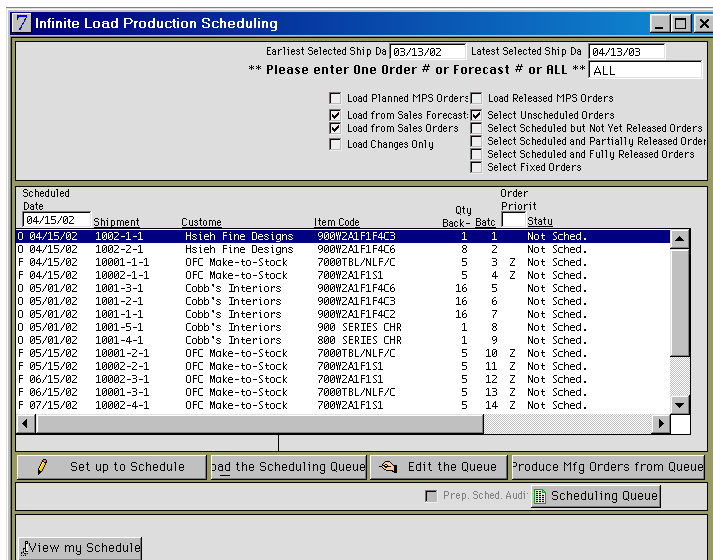 7 Infinite Load Production Scheduling
Earliest Selected Ship Da 03/13/02 Latest Selected Ship Da 04/13/03
** Please enter One Order # or Forecast # or ALL ** ALL
Load Planned MPS Orders Load Released MPS Orders
Load from Sales Forecast Select Unscheduled Orders
Load from Sales Orders Select Scheduled but Not Yet Released Orders
Load Changes Only Select Scheduled and Partially Released Order
Select Scheduled and Fully Released Orders
Select Fixed Orders
Scheduled Order
Date Qty Priorit
04/15/02 Shipment Custome Item Code Back- Batc Statu
O 04/15/02 1002-1-1 Hsieh Fine Designs 900W2A1F1F4C3 1 1 Not Sched.
O 04/15/02 1002-2-1 Hsieh Fine Designs 900W2A1F1F4C6 8 2 Not Sched.
F 04/15/02 10001-1-1 OFC Make-to-Stock 7000TBL/NLF/C 5 3 Z Not Sched.
F 04/15/02 10002-1-1 OFC Make-to-Stock 700W2A1F1S1 5 4 Z Not Sched.
O 05/01/02 1001-3-1 Cobb's Interiors 900W2A1F1F4C6 16 5 Not Sched.
O 05/01/02 1001-2-1 Cobb's Interiors 900W2A1F1F4C3 16 6 Not Sched.
O 05/01/02 1001-1-1 Cobb's Interiors 900W2A1F1F4C2 16 7 Not Sched.
O 05/01/02 1001-5-1 Cobb's Interiors 900 SERIES CHR 1 8 Not Sched.
O 05/01/02 1001-4-1 Cobb's Interiors 800 SERIES CHR 1 9 Not Sched.
F 05/15/02 10001-2-1 OFC Make-to-Stock 7000TBL/NLF/C 5 10 Z Not Sched.
F 05/15/02 10002-2-1 OFC Make-to-Stock 700W2A1F1S1 5 11 Z Not Sched.
F 06/15/02 10002-3-1 OFC Make-to-Stock 700W2A1F1S1 5 12 Z Not Sched.
F 06/15/02 10001-3-1 OFC Make-to-Stock 7000TBL/NLF/C 5 13 Z Not Sched.
F 07/15/02 10002-4-1 OFC Make-to-Stock 700W2A1F1S1 5 14 Z Not Sched.
Set up to Schedule oad the Scheduling Queue Edit the Queue Produce Mfg Orders from Queue
Prep. Sched. Audi Scheduling Queue
View my Schedule